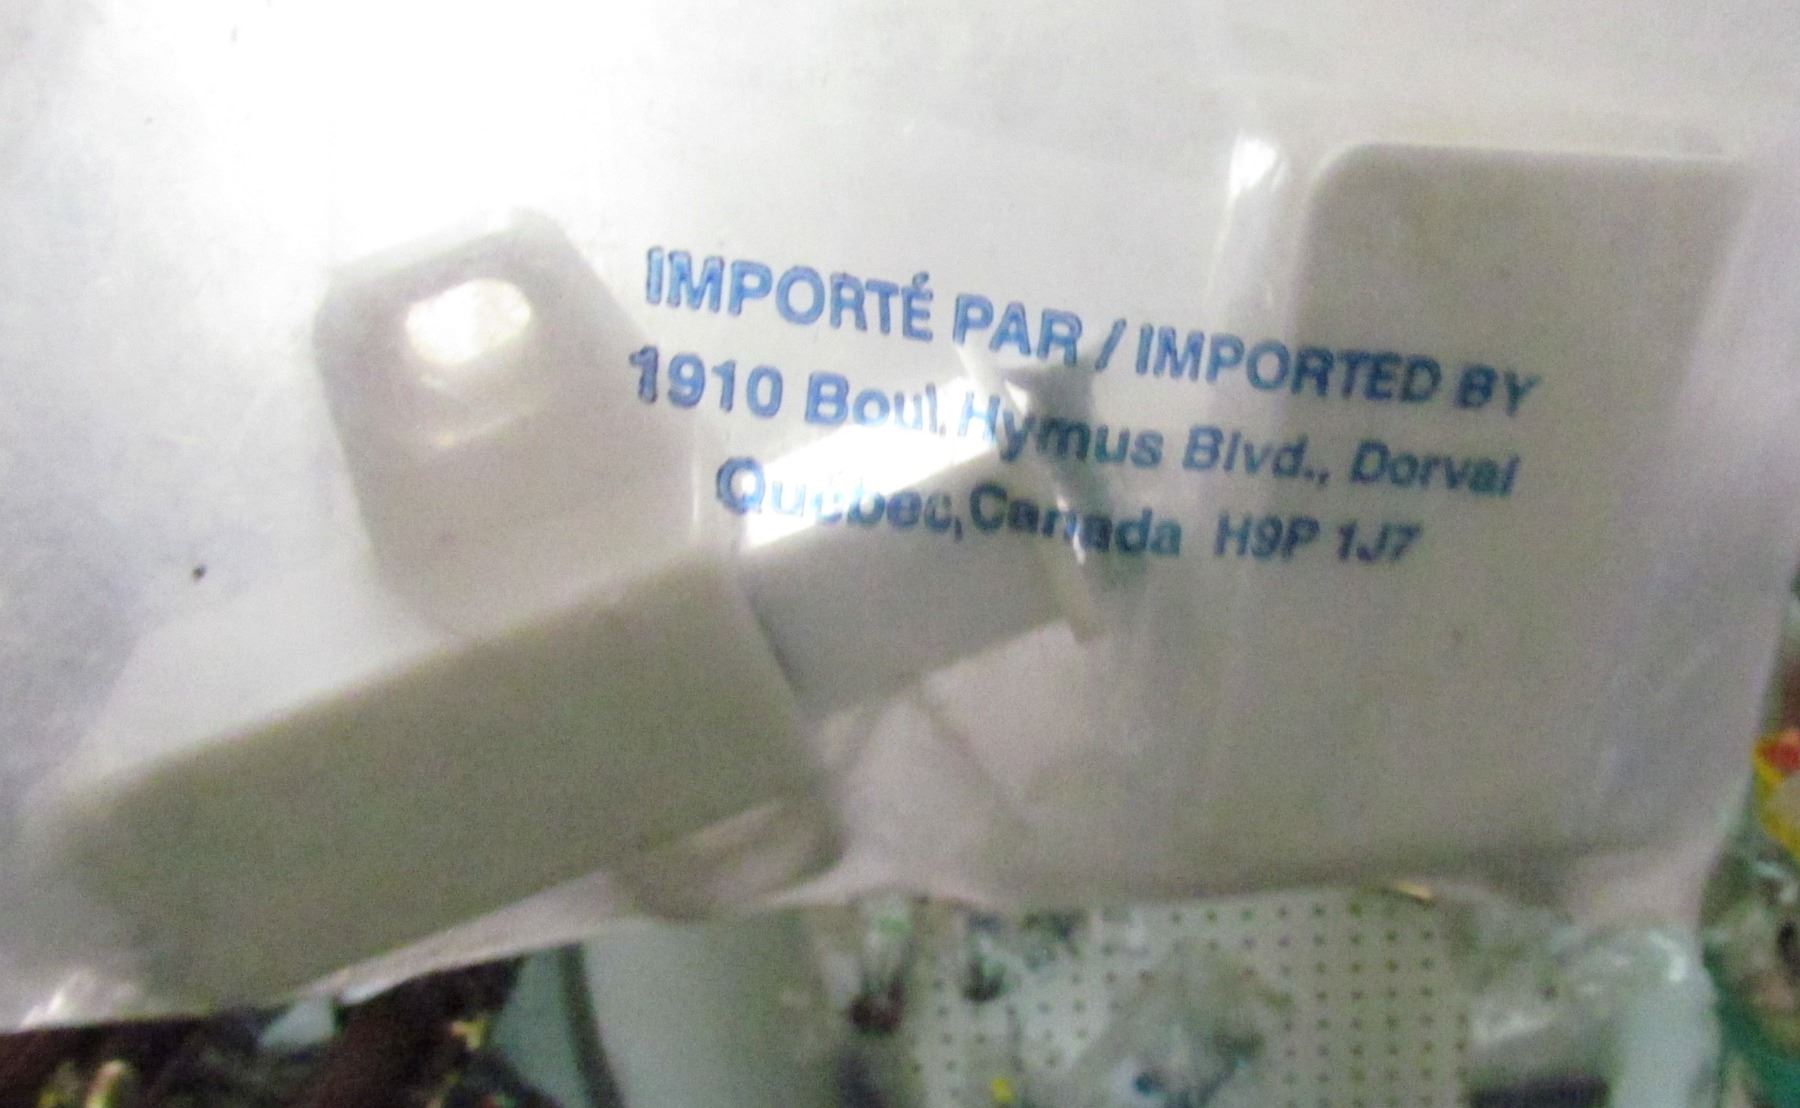 IMPORTÉ PAR / IMPORTED BY
1910 Boul. Hymus Blvd., Dorval
Québec, Canada H9P 1J7